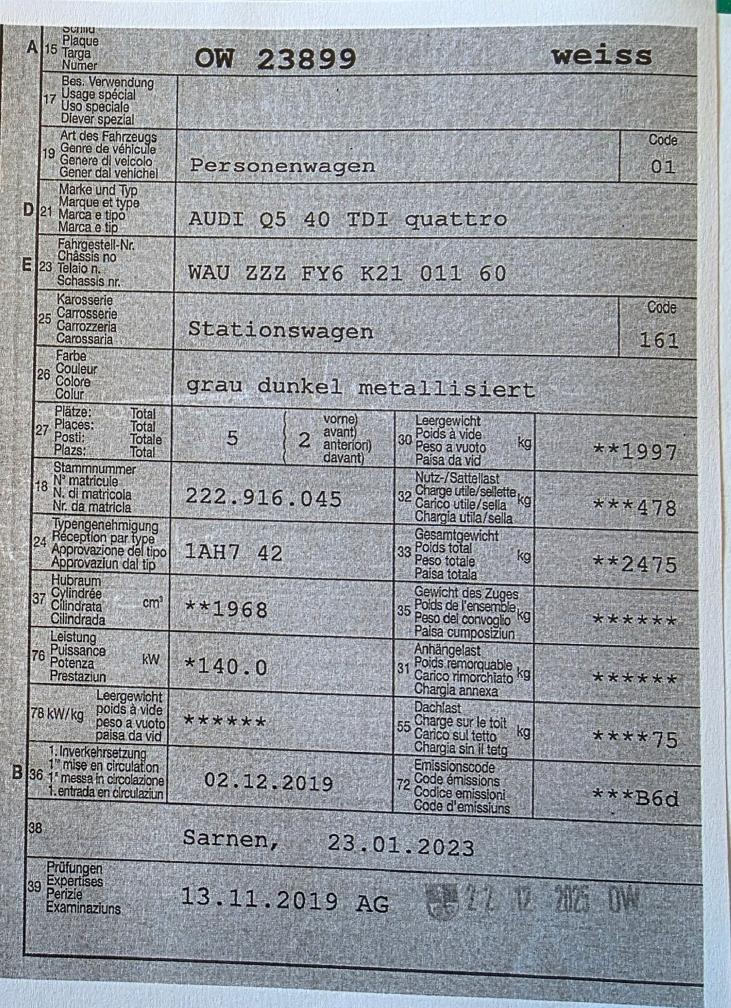 Schild
A 15 Plaque
Targa
Numer
OW 23899 weiss
Bes. Verwendung
17 Usage spécial
Uso speciale
Diever spezial
Art des Fahrzeugs
19 Genre de véhicule
Genere di veicolo
Gener dal vehichel
Personenwagen
Code
01
Marke und Typ
D 21 Marque et type
Marca e tipo
Marca e tip
AUDI Q5 40 TDI quattro
Fahrgestell-Nr.
E 23 Châssis no
Telaio n.
Schassis nr.
WAU ZZZ FY6 K21 011 60
Karosserie
25 Carrosserie
Carrozzeria
Carossaria
Stationswagen
Code
161
Farbe
26 Couleur
Colore
Colur
grau dunkel metallisiert
Plätze: Total
27 Places: Total
Posti: Totale
Plazs: Total
5
2
vorne)
avant)
anteriori)
davant)
Leergewicht
30 Poids à vide kg
Peso a vuoto
Paisa da vid
**1997
Stammnummer
18 N° matricule
N. di matricola
Nr. da matricla
222.916.045
Nutz-/Sattellast
32 Charge utile/sellette kg
Carico utile/sella
Chargia utila/sella
***478
Typengenehmigung
24 Réception par type
Approvazione del tipo
Approvaziun dal tip
1AH7 42
Gesamtgewicht
33 Poids total kg
Peso totale
Paisa totala
**2475
Hubraum
37 Cylindrée cm³
Cilindrata
Cilindrada
**1968
Gewicht des Zuges
35 Poids de l'ensemble kg
Peso del convoglio
Paisa cumposiziun
******
Leistung
76 Puissance kW
Potenza
Prestaziun
*140.0
Anhängelast
31 Poids remorquable kg
Carico rimorchiato
Chargia annexa
******
Leergewicht
78 kW/kg poids à vide
peso a vuoto
paisa da vid
******
Dachlast
55 Charge sur le toit kg
Carico sul tetto
Chargia sin il tetg
****75
1. Inverkehrsetzung
B 36 1re mise en circulation
1a messa in circolazione
1. entrada en circulaziun
02.12.2019
Emissionscode
72 Code émissions
Codice emissioni
Code d'emissiuns
***B6d
38
Sarnen, 23.01.2023
Prüfungen
39 Expertises
Perizie
Examinaziuns
13.11.2019 AG
12 2025 OW